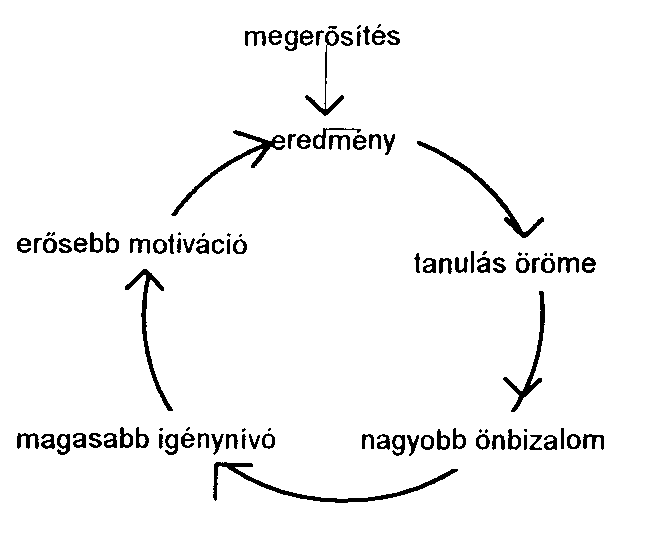 megerősítés
eredmény
tanulás öröme
nagyobb önbizalom
magasabb igénynívó
erősebb motiváció